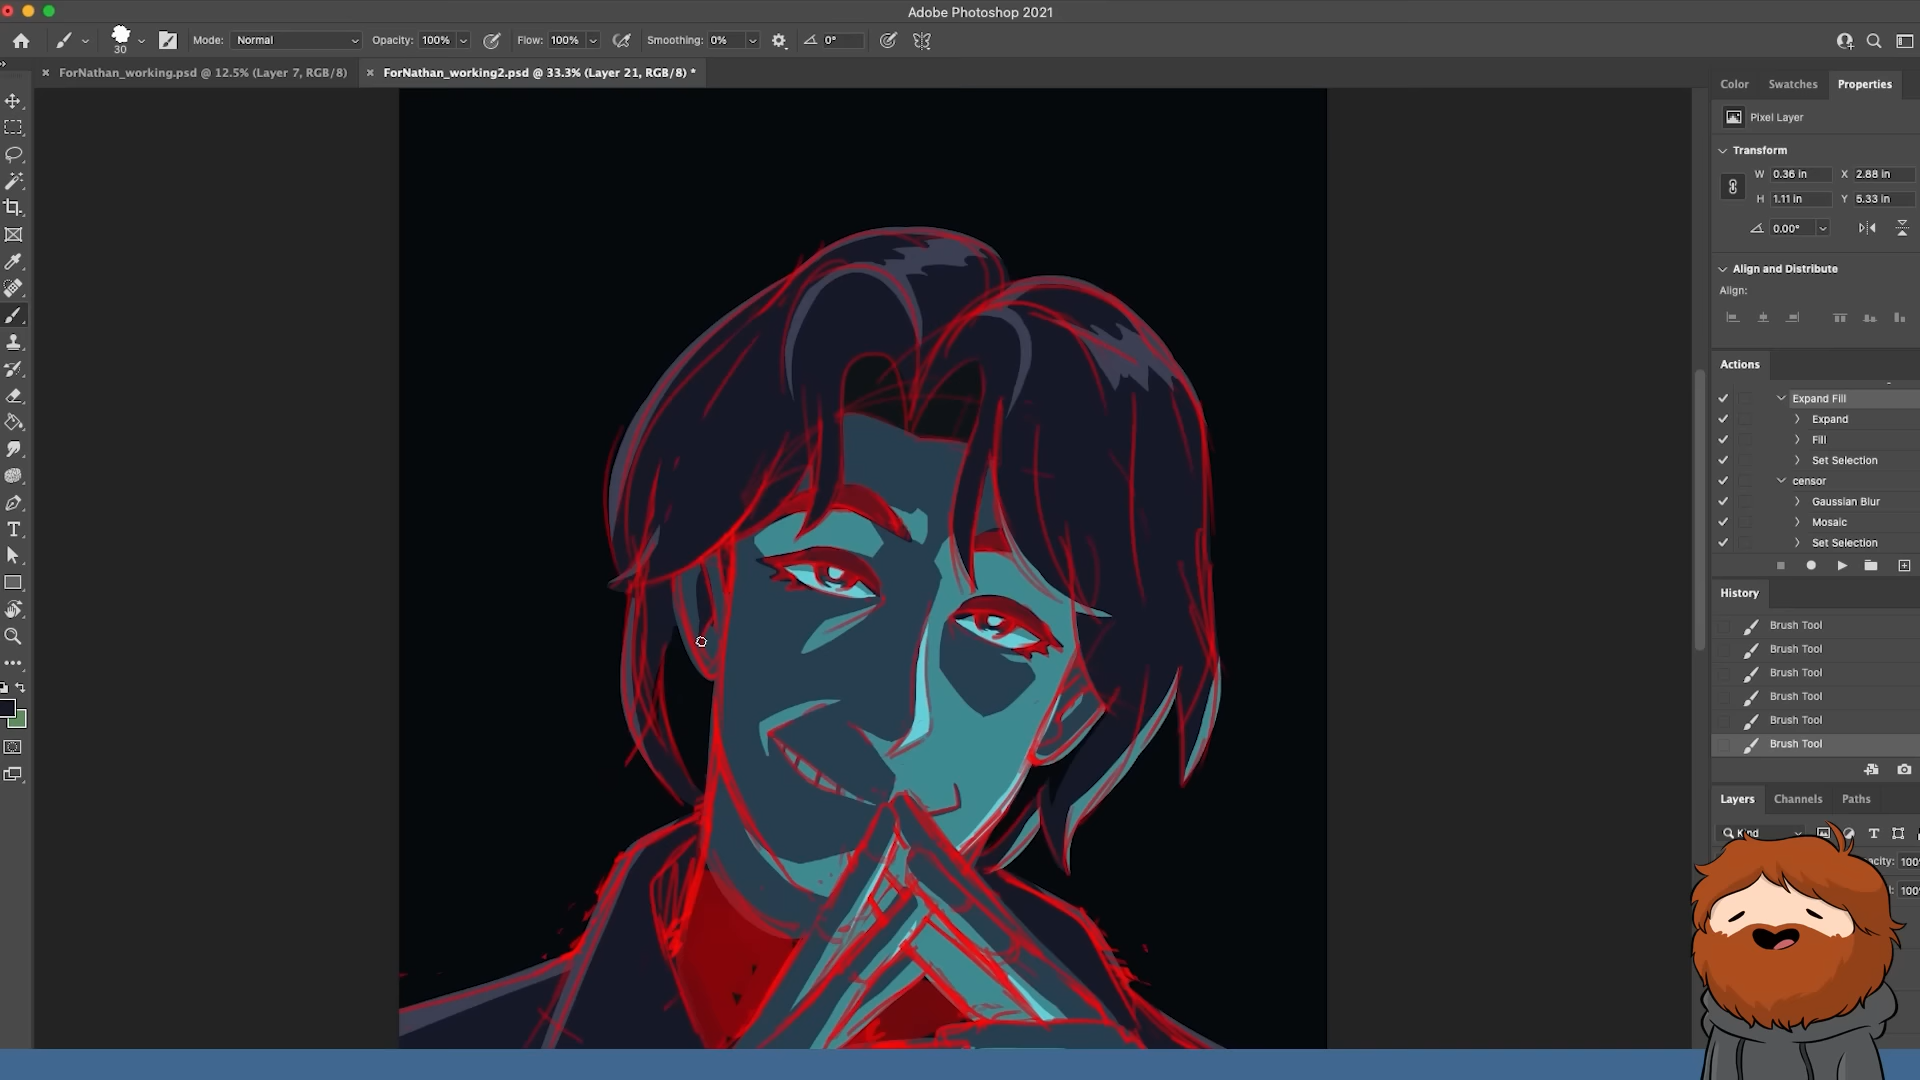 Adobe Photoshop 2021
30
Mode: Normal
Opacity: 100%
Flow: 100%
Smoothing: 0%
0°
ForNathan_working.psd @ 12.5% (Layer 7, RGB/8)
ForNathan_working2.psd @ 33.3% (Layer 21, RGB/8) *
Color
Swatches
Properties
Pixel Layer
Transform
W 0.36 in
X 2.88 in
H 1.11 in
Y 5.33 in
0.00°
Align and Distribute
Align:
Actions
Expand Fill
Expand
Fill
Set Selection
censor
Gaussian Blur
Mosaic
Set Selection
History
Brush Tool
Brush Tool
Brush Tool
Brush Tool
Brush Tool
Brush Tool
Layers
Channels
Paths
Kind
acity: 100
100